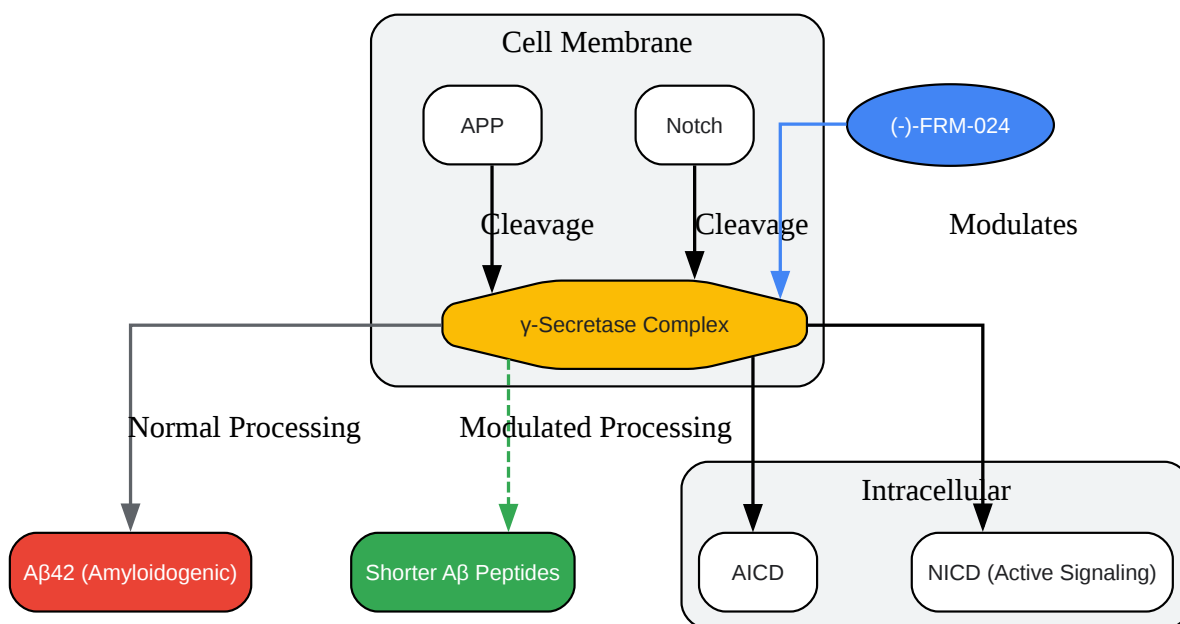 Cell Membrane
APP
Notch
(-)-FRM-024
Cleavage
Cleavage
Modulates
γ-Secretase Complex
Normal Processing
Modulated Processing
Intracellular
Aβ42 (Amyloidogenic)
Shorter Aβ Peptides
AICD
NICD (Active Signaling)